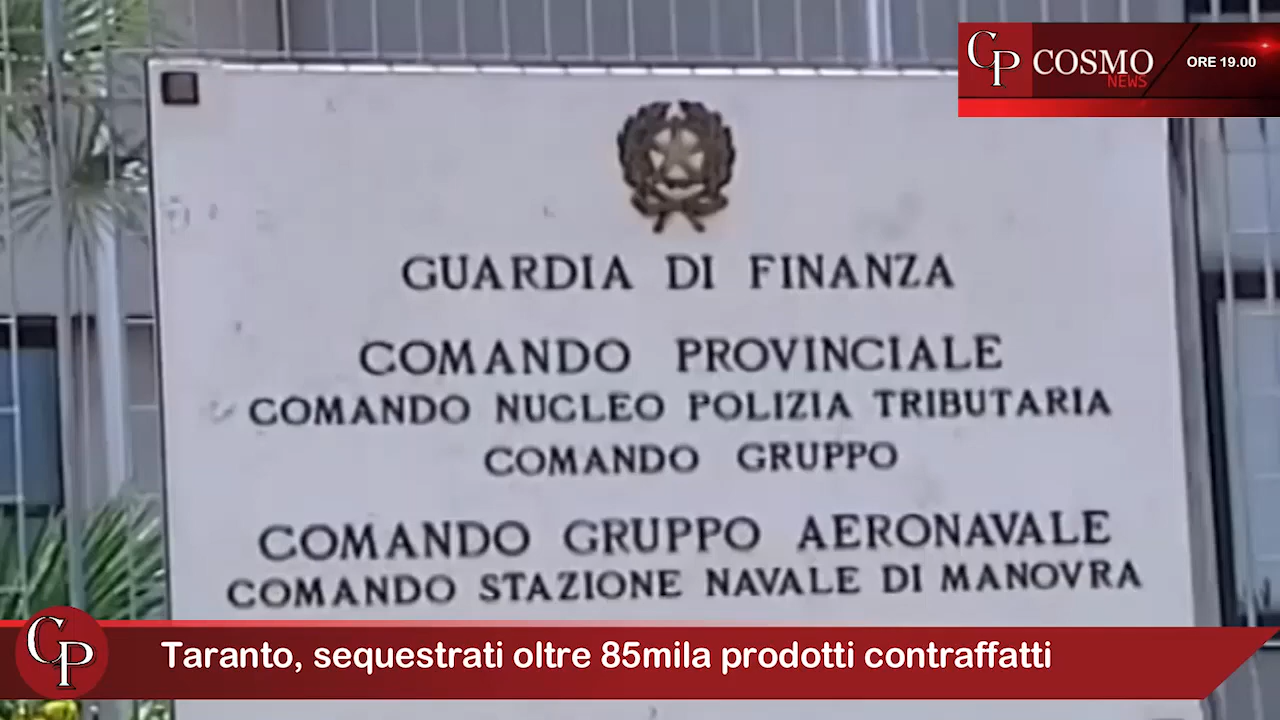 CP COSMO NEWS ORE 19.00
GUARDIA DI FINANZA
COMANDO PROVINCIALE
COMANDO NUCLEO POLIZIA TRIBUTARIA
COMANDO GRUPPO
COMANDO GRUPPO AERONAVALE
COMANDO STAZIONE NAVALE DI MANOVRA
CP Taranto, sequestrati oltre 85mila prodotti contraffatti